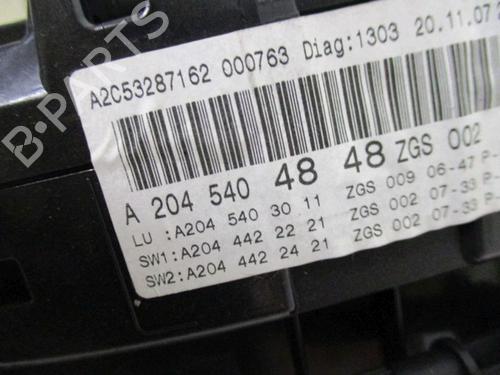 A2C53287162 000763 Diag:1303 20.11.07
A 204 540 48 48 ZGS 002
LU :A204 540 30 11 ZGS 009 06-47 P-
SW1:A204 442 22 21 ZGS 002 07-33 P-
SW2:A204 442 24 21 ZGS 002 07-33 P-
B-PARTS